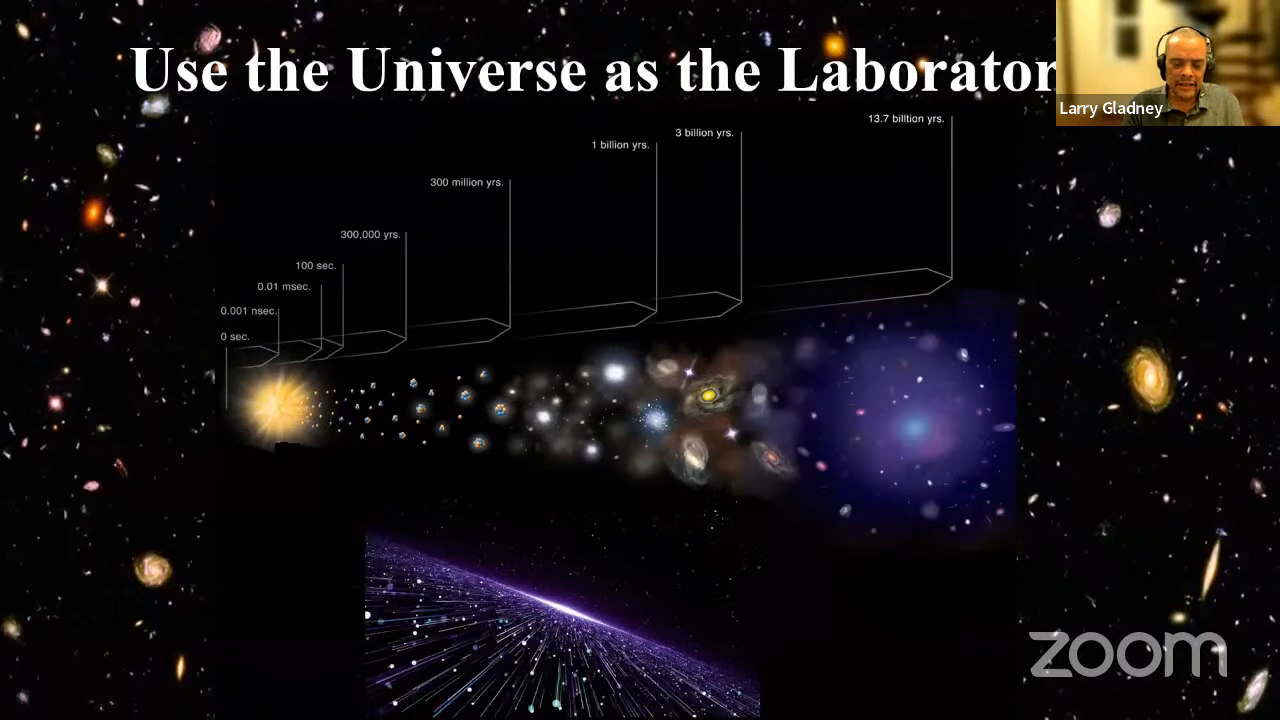 Use the Universe as the Laborator
Larry Gladney
13.7 billtion yrs.
3 billion yrs.
1 billion yrs.
300 million yrs.
300,000 yrs.
100 sec.
0.01 msec.
0.001 nsec.
0 sec.
zoom